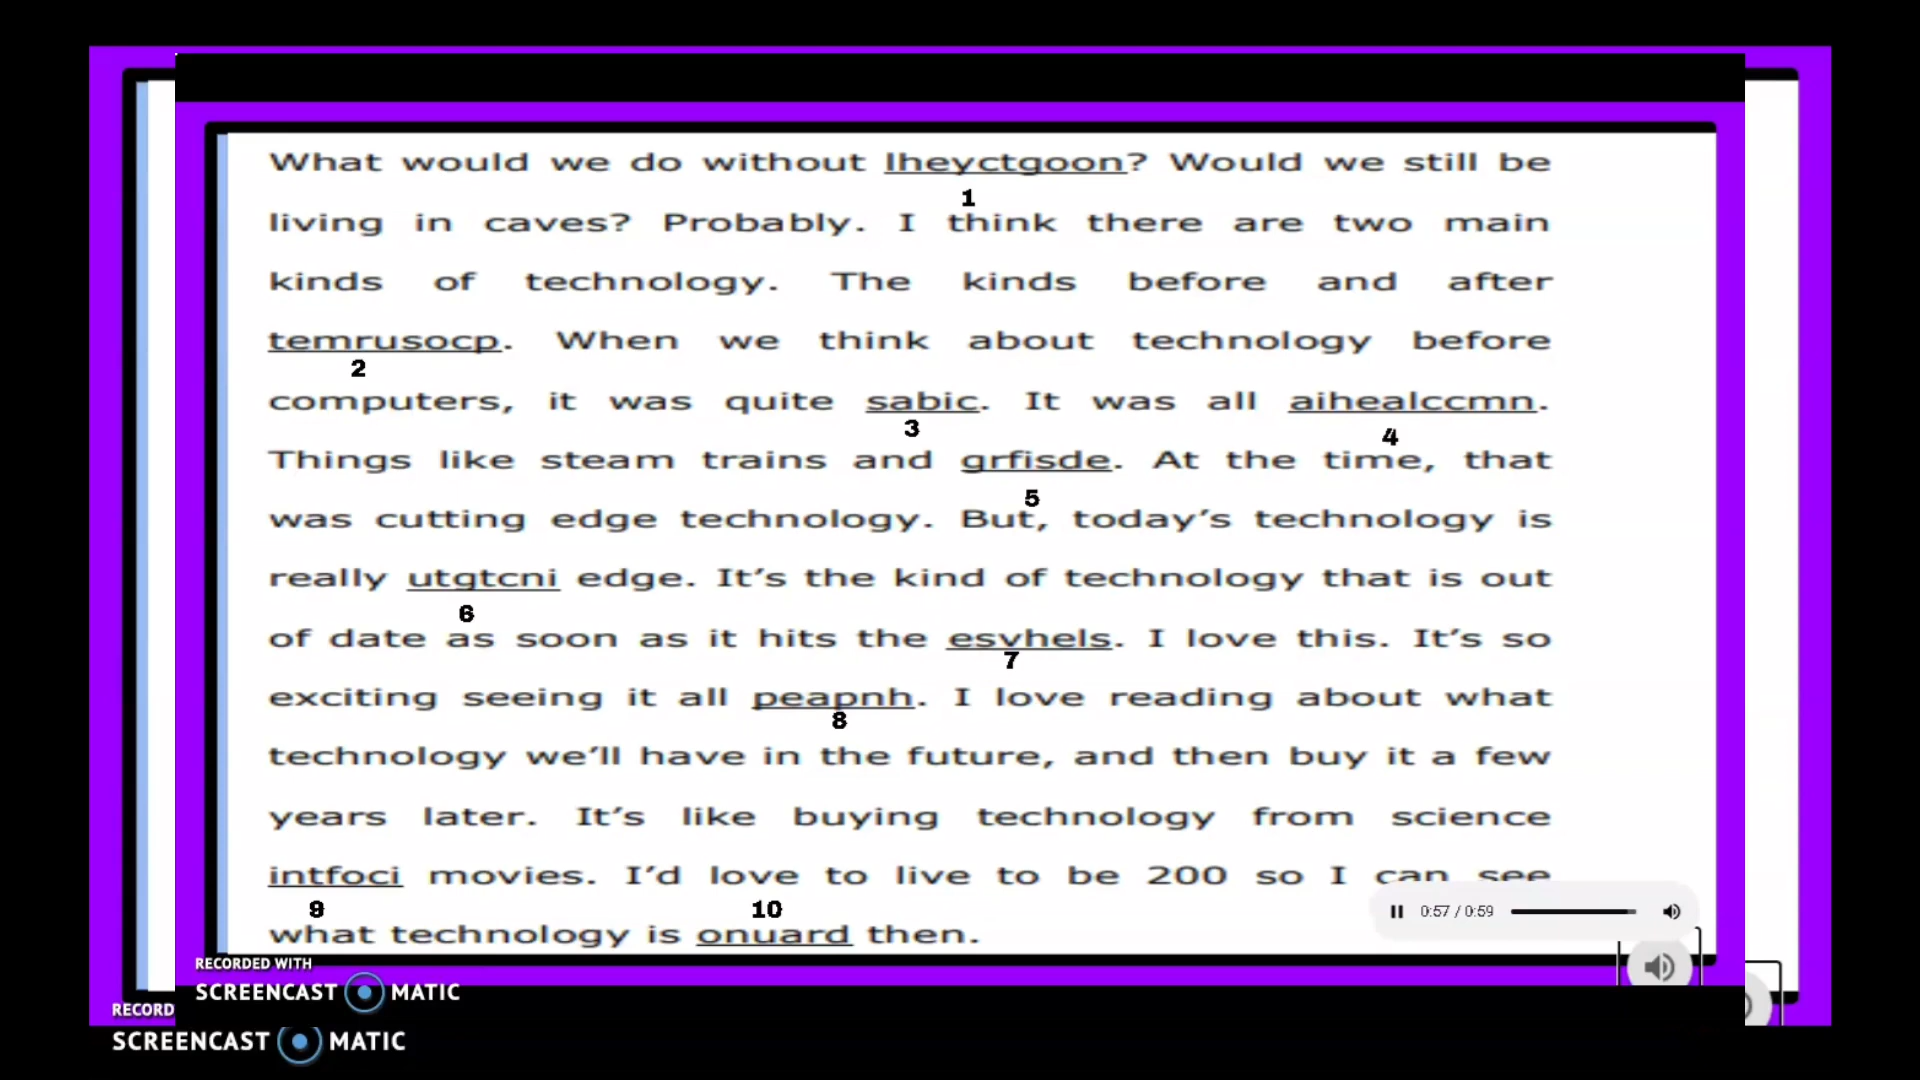 What would we do without lheyctgoon? Would we still be
1
living in caves? Probably. I think there are two main
kinds of technology. The kinds before and after
temrusocp. When we think about technology before
2
computers, it was quite sabic. It was all aihealccmn.
3 4
Things like steam trains and grfisde. At the time, that
5
was cutting edge technology. But, today’s technology is
really utgtcni edge. It’s the kind of technology that is out
6
of date as soon as it hits the esvhels. I love this. It’s so
7
exciting seeing it all peapnh. I love reading about what
8
technology we’ll have in the future, and then buy it a few
years later. It’s like buying technology from science
intfoci movies. I’d love to live to be 200 so I can see
9 10
0:57 / 0:59
what technology is onuard then.
RECORDED WITH
SCREENCAST MATIC
RECORD
SCREENCAST MATIC